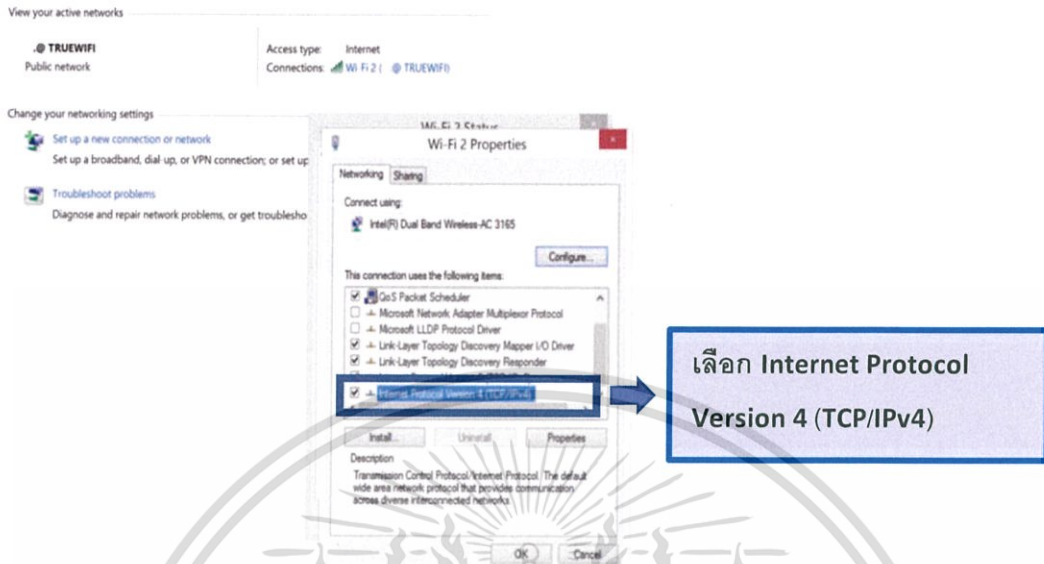 View your active networks
.@ TRUEWIFI
Public network
Access type: Internet
Connections: Wi-Fi 2 ( @ TRUEWIFI)
Change your networking settings
Set up a new connection or network
Set up a broadband, dial up, or VPN connection; or set up
Troubleshoot problems
Diagnose and repair network problems, or get troublesho
Wi-Fi 2 Status
Wi-Fi 2 Properties
Networking Sharing
Connect using:
Intel(R) Dual Band Wireless-AC 3165
Configure...
This connection uses the following items:
QoS Packet Scheduler
Microsoft Network Adapter Multiplexor Protocol
Microsoft LLDP Protocol Driver
Link-Layer Topology Discovery Mapper I/O Driver
Link-Layer Topology Discovery Responder
Internet Protocol Version 4 (TCP/IPv4)
Install... Uninstall Properties
Description
Transmission Control Protocol/Internet Protocol. The default
wide area network protocol that provides communication
across diverse interconnected networks.
OK Cancel
เลือก Internet Protocol
Version 4 (TCP/IPv4)